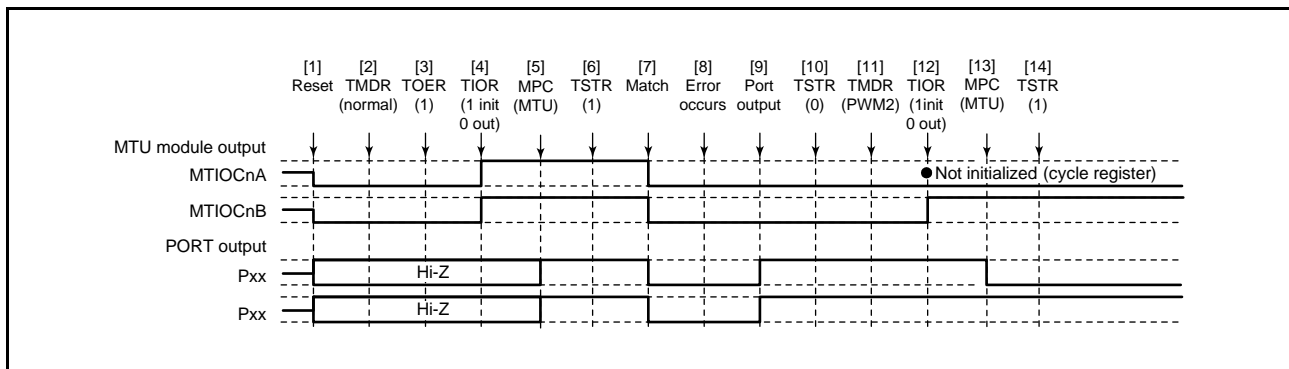 [1] [2] [3] [4] [5] [6] [7] [8] [9] [10] [11] [12] [13] [14]
Reset TMDR TOER TIOR MPC TSTR Match Error Port TSTR TMDR TIOR MPC TSTR
(normal) (1) (1 init (MTU) (1) occurs output (0) (PWM2) (1init (MTU) (1)
0 out) 0 out)
MTU module output
MTIOCnA
Not initialized (cycle register)
MTIOCnB
PORT output
Pxx
Hi-Z
Pxx
Hi-Z